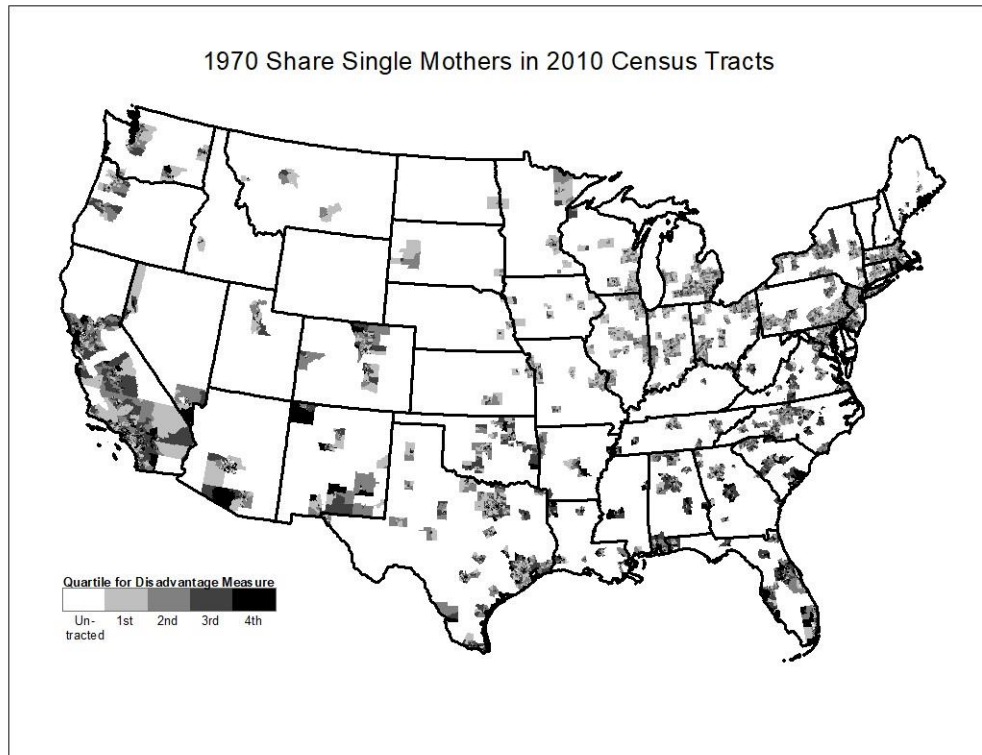 1970 Share Single Mothers in 2010 Census Tracts
Quartile for Disadvantage Measure
Un- 1st 2nd 3rd 4th
tracted